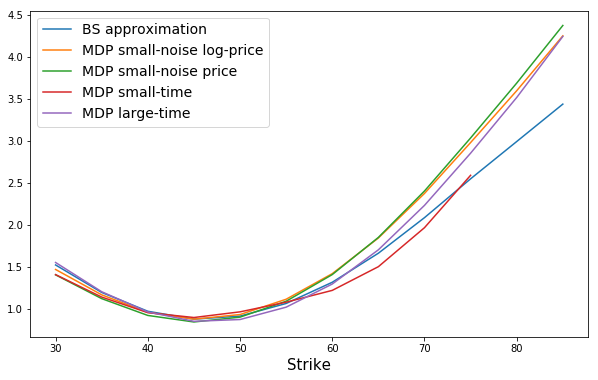 4.5
4.0
3.5
3.0
2.5
2.0
1.5
1.0
BS approximation
MDP small-noise log-price
MDP small-noise price
MDP small-time
MDP large-time
30 40 50 60 70 80
Strike